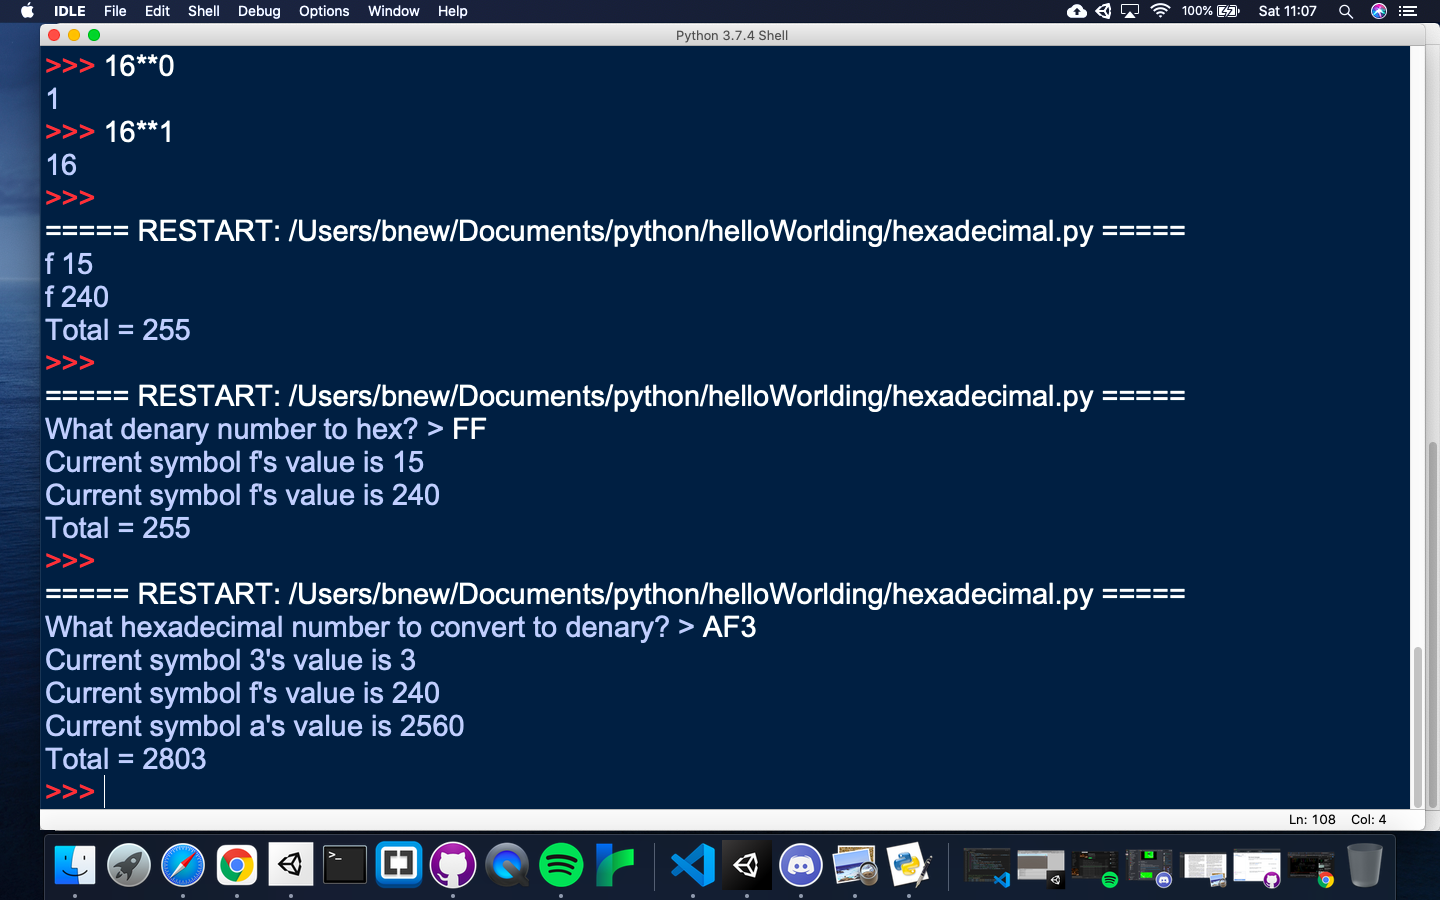 IDLE File Edit Shell Debug Options Window Help 100% Sat 11:07
Python 3.7.4 Shell
>>> 16**0
1
>>> 16**1
16
>>>
===== RESTART: /Users/bnew/Documents/python/helloWorlding/hexadecimal.py =====
f 15
f 240
Total = 255
>>>
===== RESTART: /Users/bnew/Documents/python/helloWorlding/hexadecimal.py =====
What denary number to hex? > FF
Current symbol f's value is 15
Current symbol f's value is 240
Total = 255
>>>
===== RESTART: /Users/bnew/Documents/python/helloWorlding/hexadecimal.py =====
What hexadecimal number to convert to denary? > AF3
Current symbol 3's value is 3
Current symbol f's value is 240
Current symbol a's value is 2560
Total = 2803
>>>
Ln: 108 Col: 4
>_